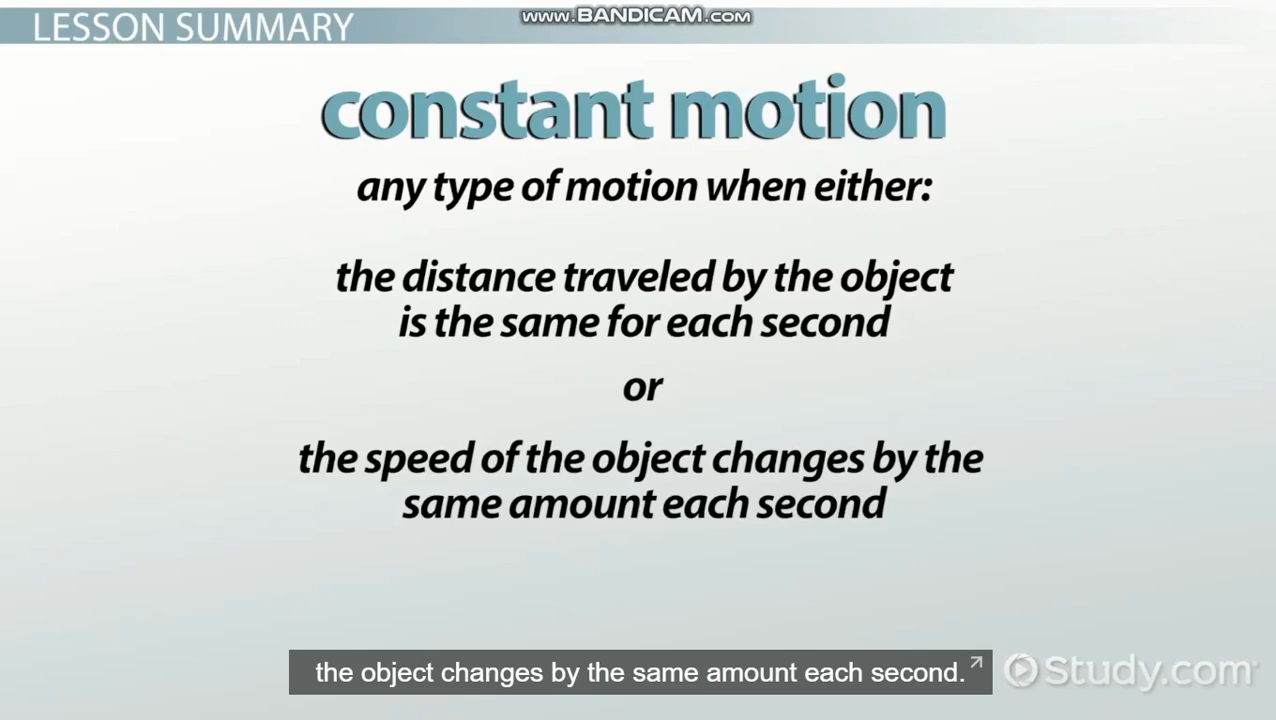 www.BANDICAM.com
LESSON SUMMARY
constant motion
any type of motion when either:
the distance traveled by the object
is the same for each second
or
the speed of the object changes by the
same amount each second
the object changes by the same amount each second.
Study.com